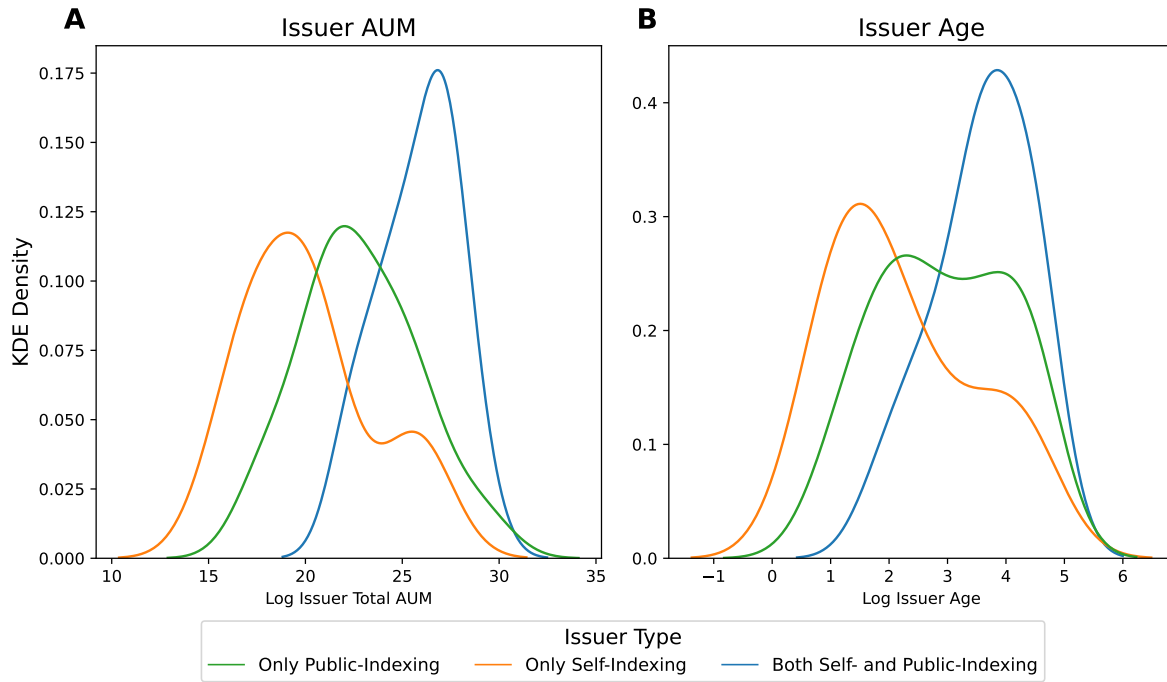 A
Issuer AUM
KDE Density
0.175
0.150
0.125
0.100
0.075
0.050
0.025
0.000
10 15 20 25 30 35
Log Issuer Total AUM
B
Issuer Age
0.4
0.3
0.2
0.1
0.0
−1 0 1 2 3 4 5 6
Log Issuer Age
Issuer Type
Only Public-Indexing Only Self-Indexing Both Self- and Public-Indexing